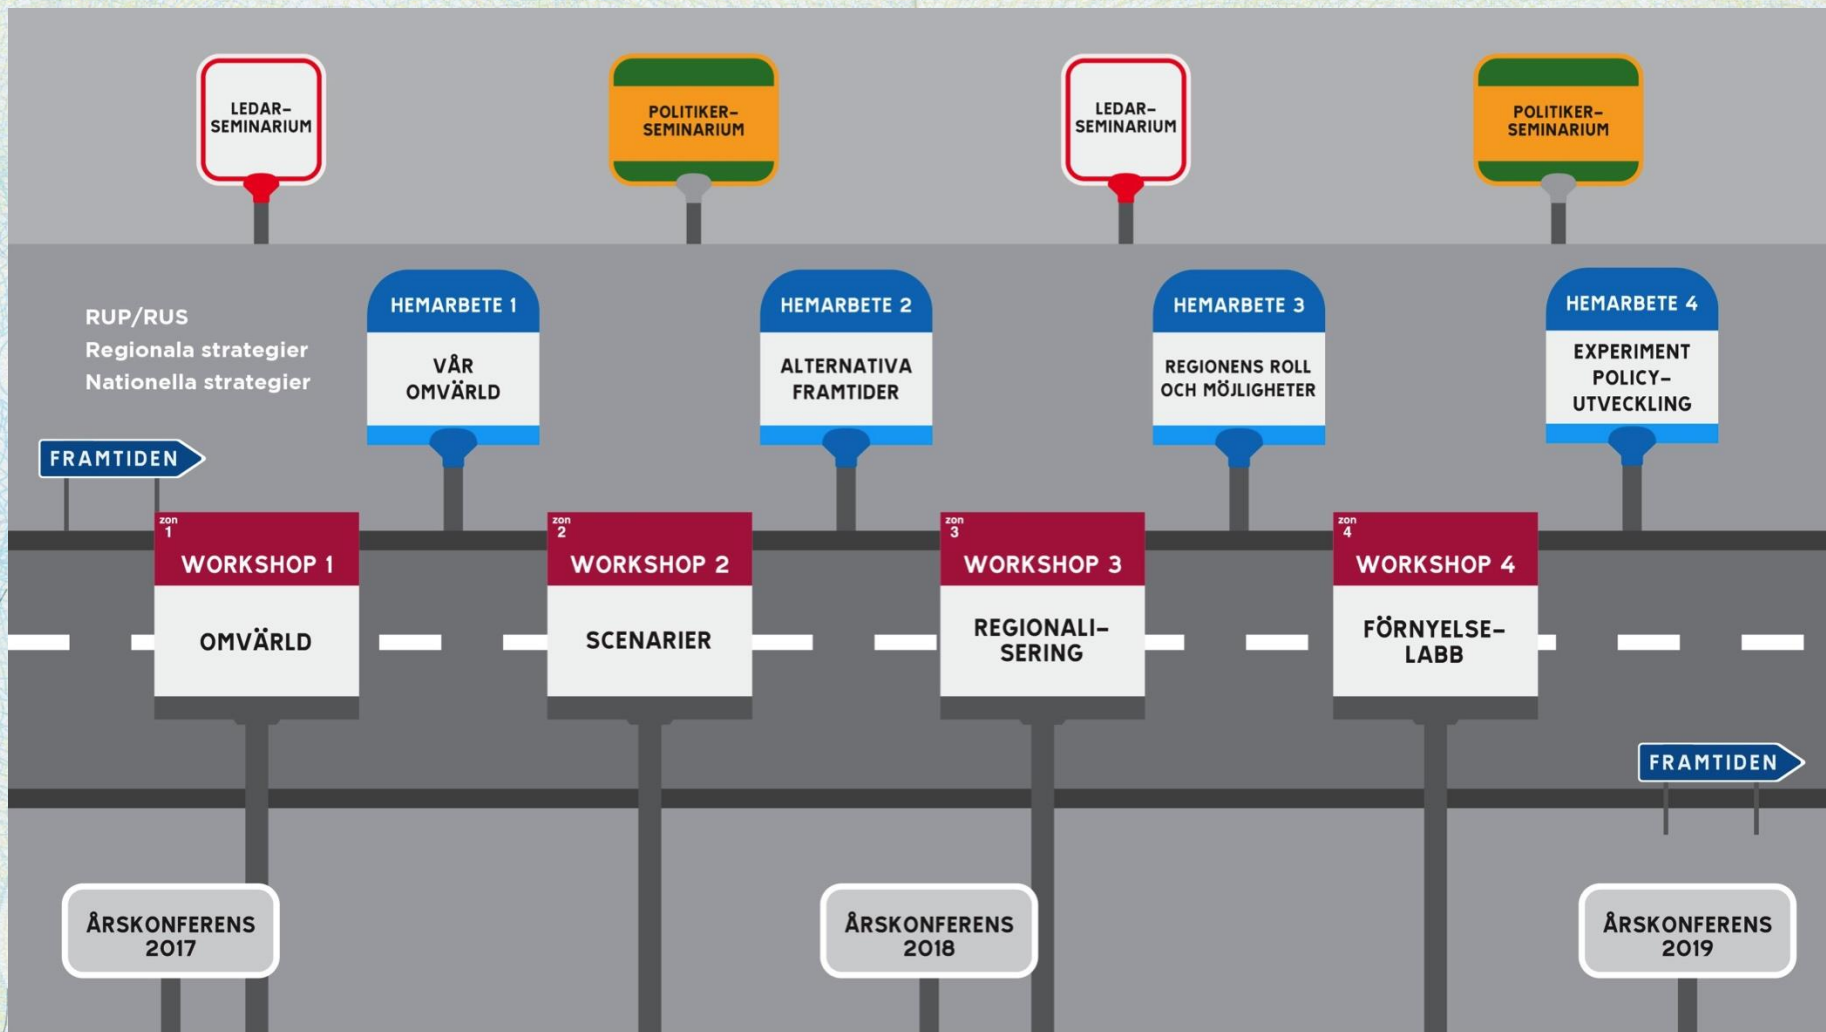 LEDAR-
SEMINARIUM
POLITIKER-
SEMINARIUM
LEDAR-
SEMINARIUM
POLITIKER-
SEMINARIUM
RUP/RUS
Regionala strategier
Nationella strategier
HEMARBETE 1
VÅR
OMVÄRLD
HEMARBETE 2
ALTERNATIVA
FRAMTIDER
HEMARBETE 3
REGIONENS ROLL
OCH MÖJLIGHETER
HEMARBETE 4
EXPERIMENT
POLICY-
UTVECKLING
FRAMTIDEN
zon
1
WORKSHOP 1
OMVÄRLD
zon
2
WORKSHOP 2
SCENARIER
zon
3
WORKSHOP 3
REGIONALI-
SERING
zon
4
WORKSHOP 4
FÖRNYELSE-
LABB
FRAMTIDEN
ÅRSKONFERENS
2017
ÅRSKONFERENS
2018
ÅRSKONFERENS
2019